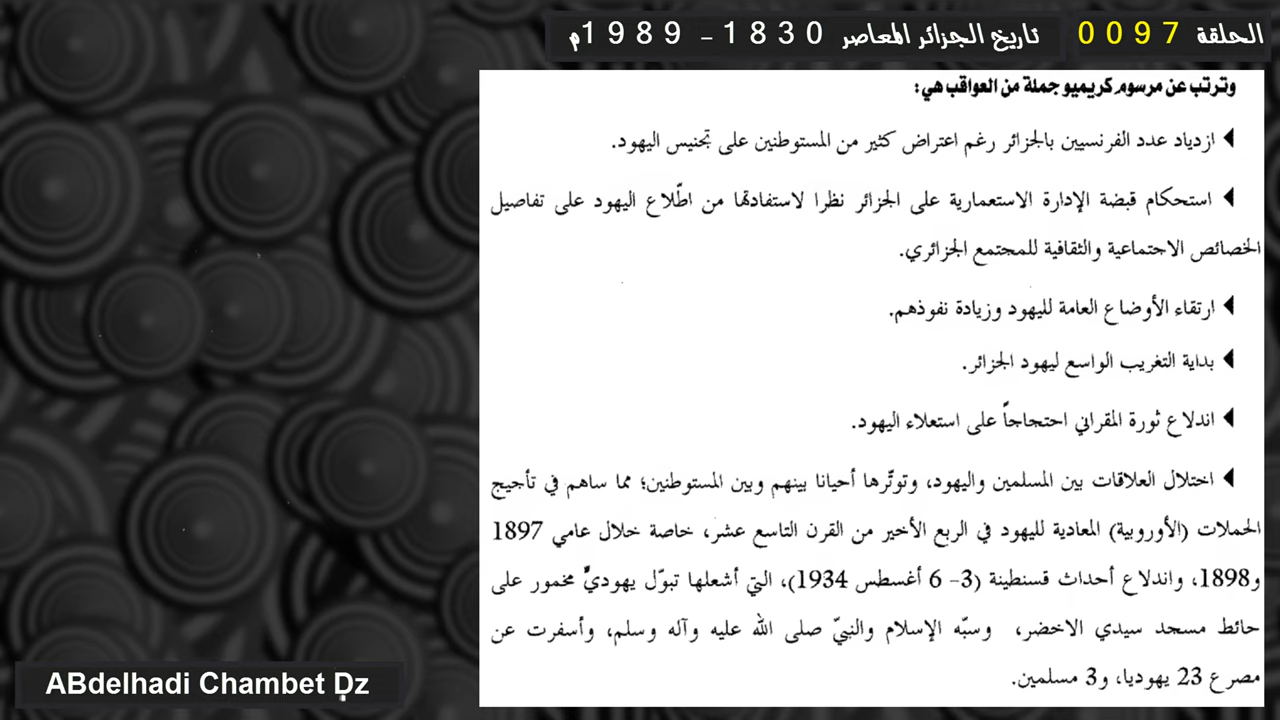 الحلقة 0097 تاريخ الجزائر المعاصر 1830 - 1989م
وترتب عن مرسوم كريميو جملة من العواقب هي:
◀ ازدياد عدد الفرنسيين بالجزائر رغم اعتراض كثير من المستوطنين على تجنيس اليهود.
◀ استحكام قبضة الإدارة الاستعمارية على الجزائر نظرا لاستفادتها من اطّلاع اليهود على تفاصيل
الخصائص الاجتماعية والثقافية للمجتمع الجزائري.
◀ ارتقاء الأوضاع العامة لليهود وزيادة نفوذهم.
◀ بداية التغريب الواسع ليهود الجزائر.
◀ اندلاع ثورة المقراني احتجاجاً على استعلاء اليهود.
◀ اختلال العلاقات بين المسلمين واليهود، وتوتّرها أحيانا بينهم وبين المستوطنين؛ مما ساهم في تأجيج
الحملات (الأوروبية) المعادية لليهود في الربع الأخير من القرن التاسع عشر، خاصة خلال عامي 1897
و1898، واندلاع أحداث قسنطينة (3- 6 أغسطس 1934)، التي أشعلها تبوّل يهوديٌّ مخمور على
حائط مسجد سيدي الاخضر، وسبّه الإسلام والنبيّ صلى الله عليه وآله وسلم، وأسفرت عن
مصرع 23 يهوديا، و3 مسلمين.
ABdelhadi Chambet Ḍz